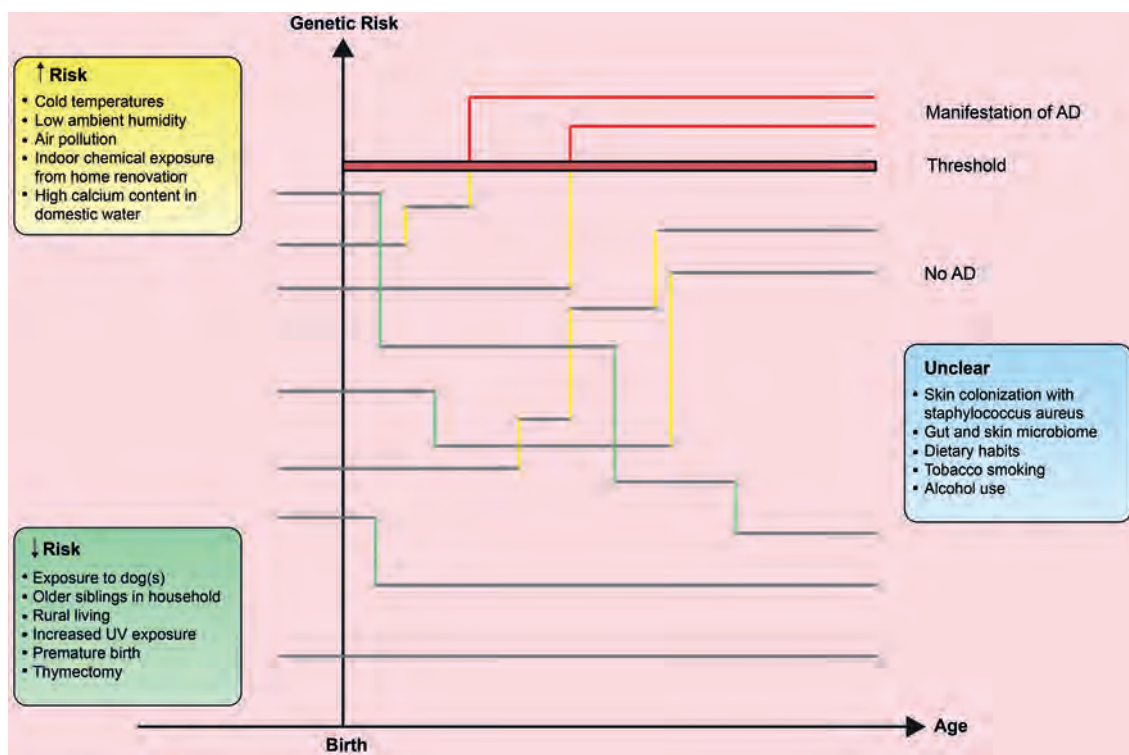 Genetic Risk
↑ Risk
• Cold temperatures
• Low ambient humidity
• Air pollution
• Indoor chemical exposure
from home renovation
• High calcium content in
domestic water
Manifestation of AD
Threshold
No AD
Unclear
• Skin colonization with
staphylococcus aureus
• Gut and skin microbiome
• Dietary habits
• Tobacco smoking
• Alcohol use
↓ Risk
• Exposure to dog(s)
• Older siblings in household
• Rural living
• Increased UV exposure
• Premature birth
• Thymectomy
Age
Birth